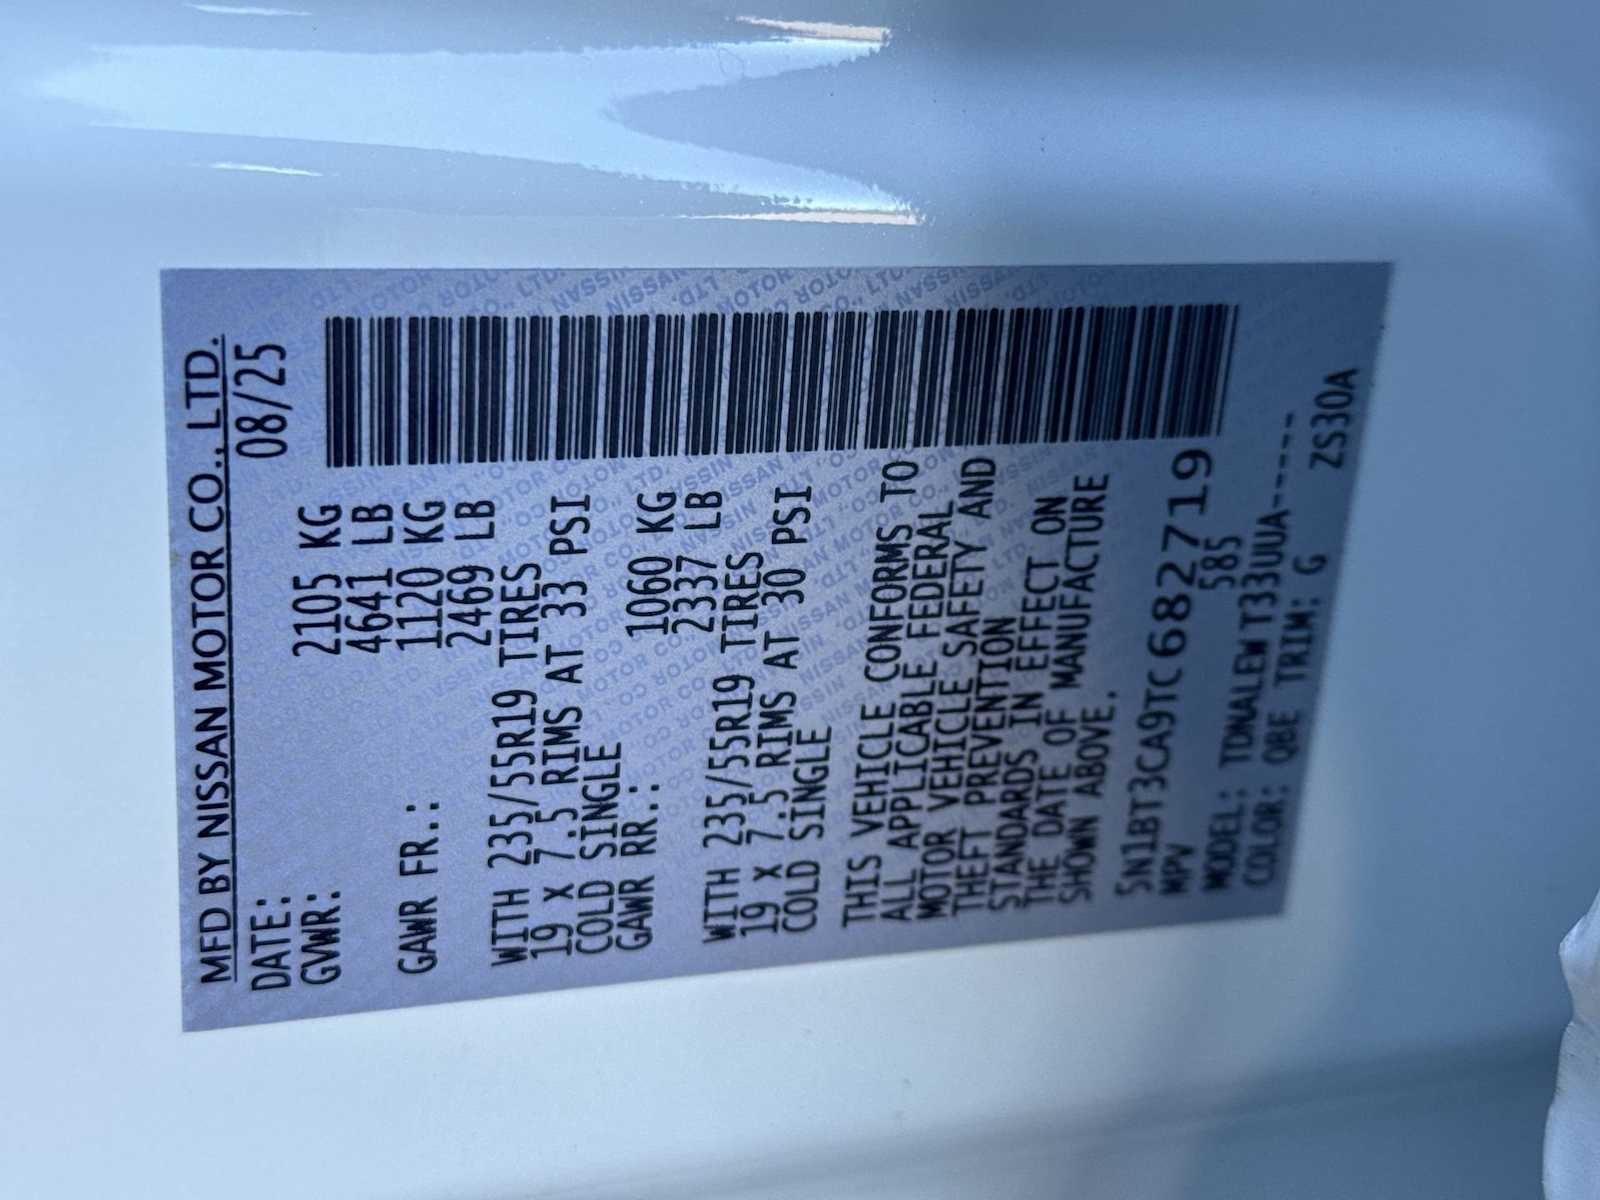 MFD BY NISSAN MOTOR CO., LTD.
DATE: 08/25
GVWR: 2105 KG
4641 LB
GAWR FR.: 1120 KG
2469 LB
WITH 235/55R19 TIRES
19 X 7.5 RIMS AT 33 PSI
COLD SINGLE
GAWR RR.: 1060 KG
2337 LB
WITH 235/55R19 TIRES
19 X 7.5 RIMS AT 30 PSI
COLD SINGLE
THIS VEHICLE CONFORMS TO
ALL APPLICABLE FEDERAL
MOTOR VEHICLE SAFETY AND
THEFT PREVENTION
STANDARDS IN EFFECT ON
THE DATE OF MANUFACTURE
SHOWN ABOVE.
5N1BT3CA9TC682719
MPV 585
MODEL: TDNALEW T33UUA-----
COLOR: QBE TRIM: G
ZS30A